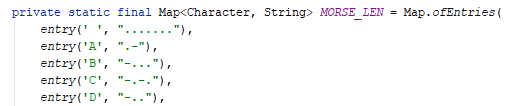 private static final Map<Character, String> MORSE_LEN = Map.ofEntries(
entry(' ', "......."),
entry('A', ".-"),
entry('B', "-..."),
entry('C', "-.-."),
entry('D', "-.."),